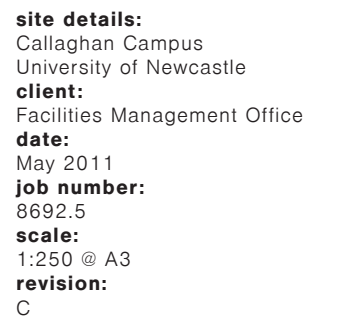 site details:
Callaghan Campus
University of Newcastle
client:
Facilities Management Office
date:
May 2011
job number:
8692.5
scale:
1:250 @ A3
revision:
C